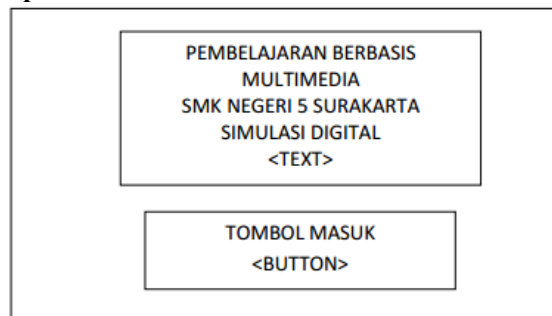 PEMBELAJARAN BERBASIS
MULTIMEDIA
SMK NEGERI 5 SURAKARTA
SIMULASI DIGITAL
<TEXT>
TOMBOL MASUK
<BUTTON>